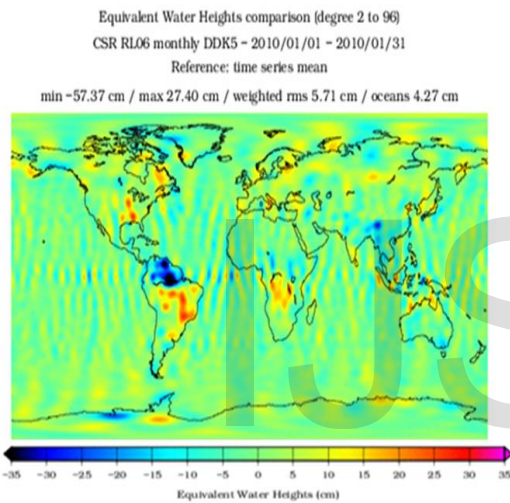 Equivalent Water Heights comparison (degree 2 to 96)
CSR RL06 monthly DDK5 - 2010/01/01 - 2010/01/31
Reference: time series mean
min -57.37 cm / max 27.40 cm / weighted rms 5.71 cm / oceans 4.27 cm
IJS
-35 -30 -25 -20 -15 -10 -5 0 5 10 15 20 25 30 35
Equivalent Water Heights (cm)